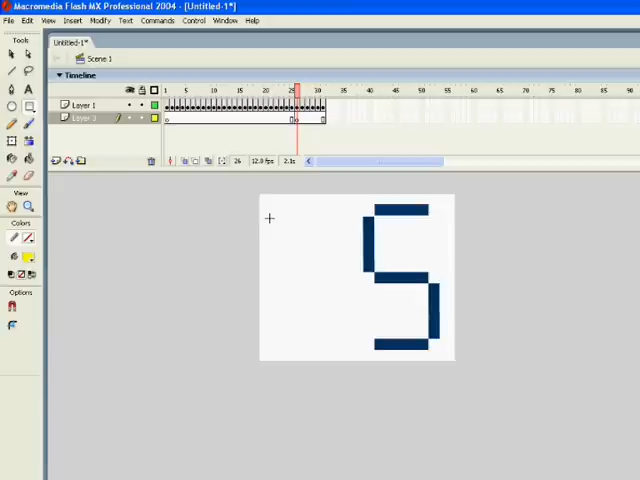 Macromedia Flash MX Professional 2004 - [Untitled-1*]
File Edit View Insert Modify Text Commands Control Window Help
Tools
Untitled-1*
Scene 1
Timeline
1 5 10 15 20 25 30 35 40 45 50 55 60 65 70 75 80 85 90
Layer 1
Layer 3
26 12.0 fps 2.1s
View
Colors
Options
5